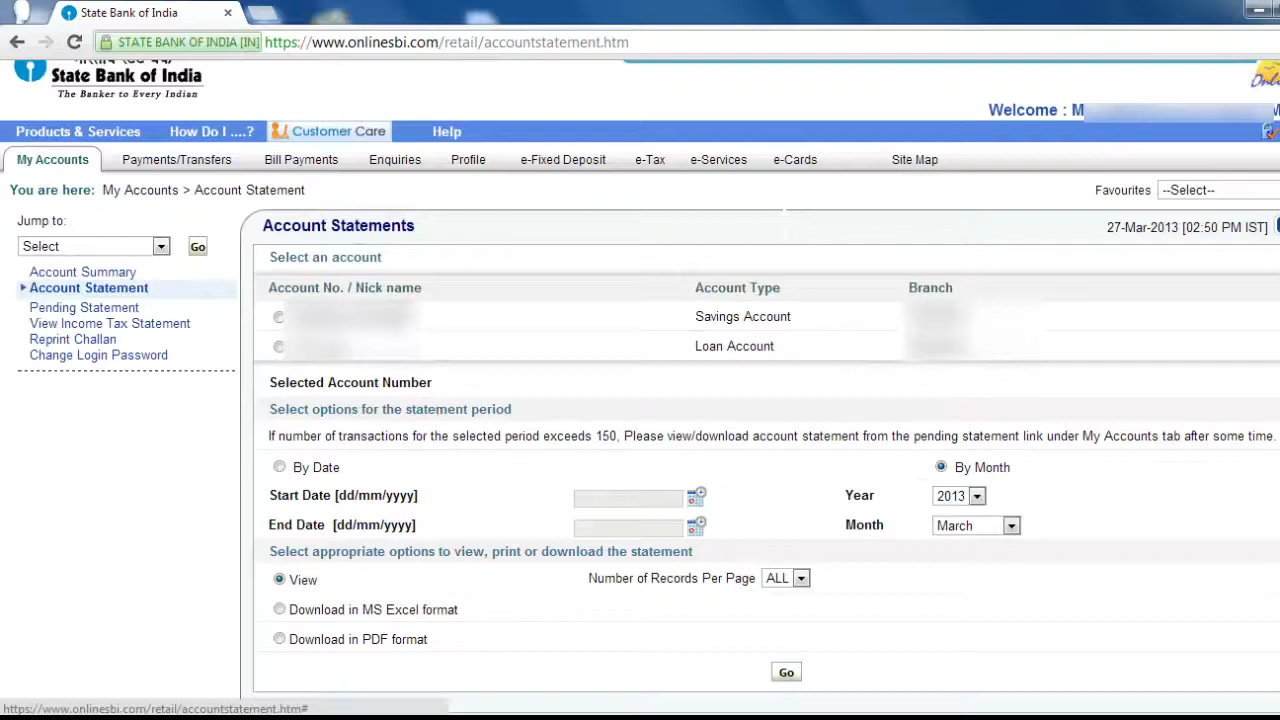 State Bank of India
STATE BANK OF INDIA [IN] https://www.onlinesbi.com/retail/accountstatement.htm
State Bank of India
The Banker to Every Indian
Welcome : M
Products & Services How Do I ....? Customer Care Help
My Accounts Payments/Transfers Bill Payments Enquiries Profile e-Fixed Deposit e-Tax e-Services e-Cards Site Map
You are here: My Accounts > Account Statement Favourites --Select--
Jump to:
Select Go
Account Summary
Account Statement
Pending Statement
View Income Tax Statement
Reprint Challan
Change Login Password
Account Statements 27-Mar-2013 [02:50 PM IST]
Select an account
Account No. / Nick name Account Type Branch
Savings Account
Loan Account
Selected Account Number
Select options for the statement period
If number of transactions for the selected period exceeds 150, Please view/download account statement from the pending statement link under My Accounts tab after some time.
By Date By Month
Start Date [dd/mm/yyyy] Year 2013
End Date [dd/mm/yyyy] Month March
Select appropriate options to view, print or download the statement
View Number of Records Per Page ALL
Download in MS Excel format
Download in PDF format
Go
https://www.onlinesbi.com/retail/accountstatement.htm#